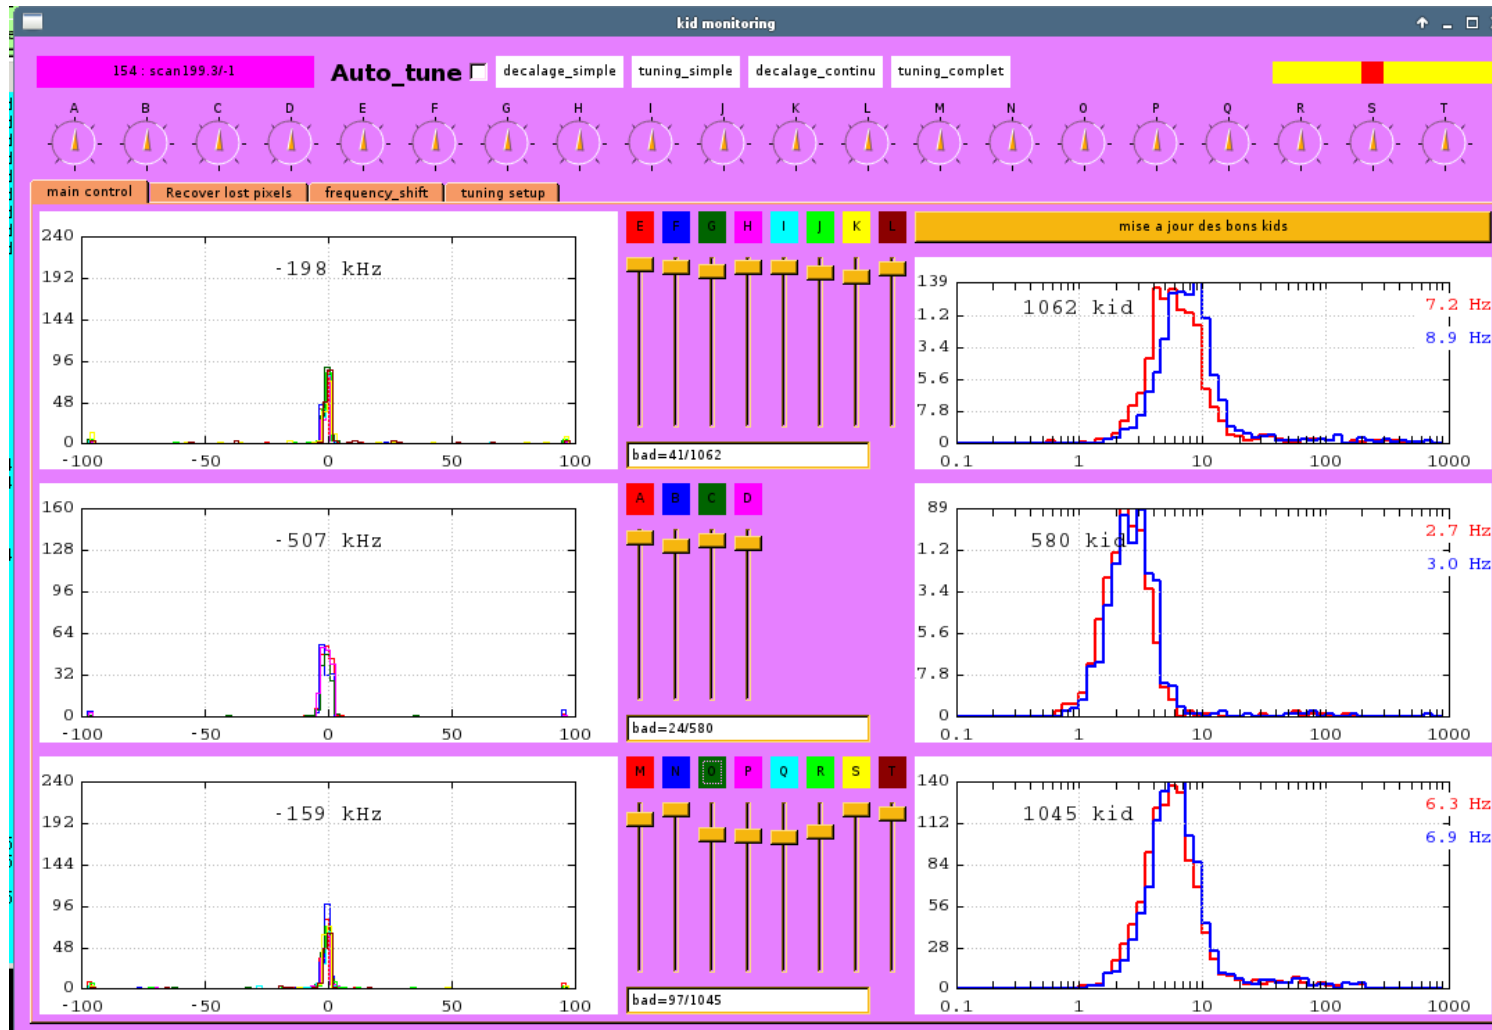 kid monitoring
154 : scan199.3/-1
Auto_tune
decalage_simple
tuning_simple
decalage_continu
tuning_complet
A B C D E F G H I J K L M N O P Q R S T
main control
Recover lost pixels
frequency_shift
tuning setup
240
192
144
96
48
0
-100 -50 0 50 100
-198 kHz
E F G H I J K L
bad=41/1062
mise a jour des bons kids
139
1.2
3.4
5.6
7.8
0
0.1 1 10 100 1000
1062 kid
7.2 Hz
8.9 Hz
160
128
96
64
32
0
-100 -50 0 50 100
-507 kHz
A B C D
bad=24/580
89
1.2
3.4
5.6
7.8
0
0.1 1 10 100 1000
580 kid
2.7 Hz
3.0 Hz
240
192
144
96
48
0
-100 -50 0 50 100
-159 kHz
M N O P Q R S T
bad=97/1045
140
112
84
56
28
0
0.1 1 10 100 1000
1045 kid
6.3 Hz
6.9 Hz